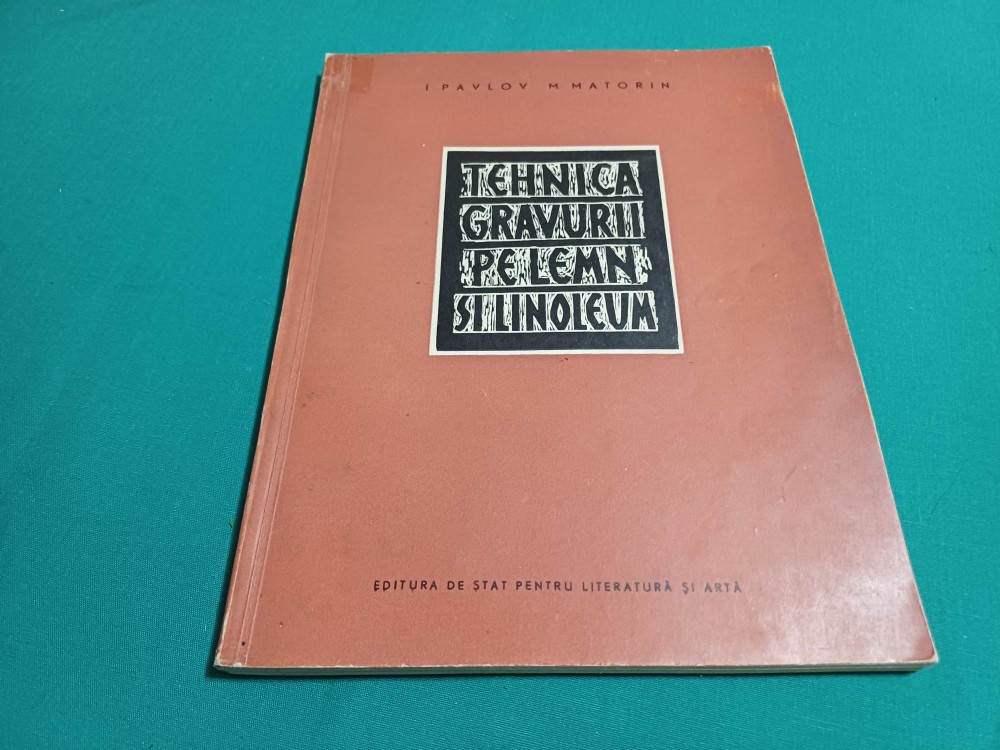 I PAVLOV M. MATORIN
TEHNICA
GRAVURII
PE LEMN
SI LINOLEUM
EDITURA DE STAT PENTRU LITERATURĂ ȘI ARTĂ